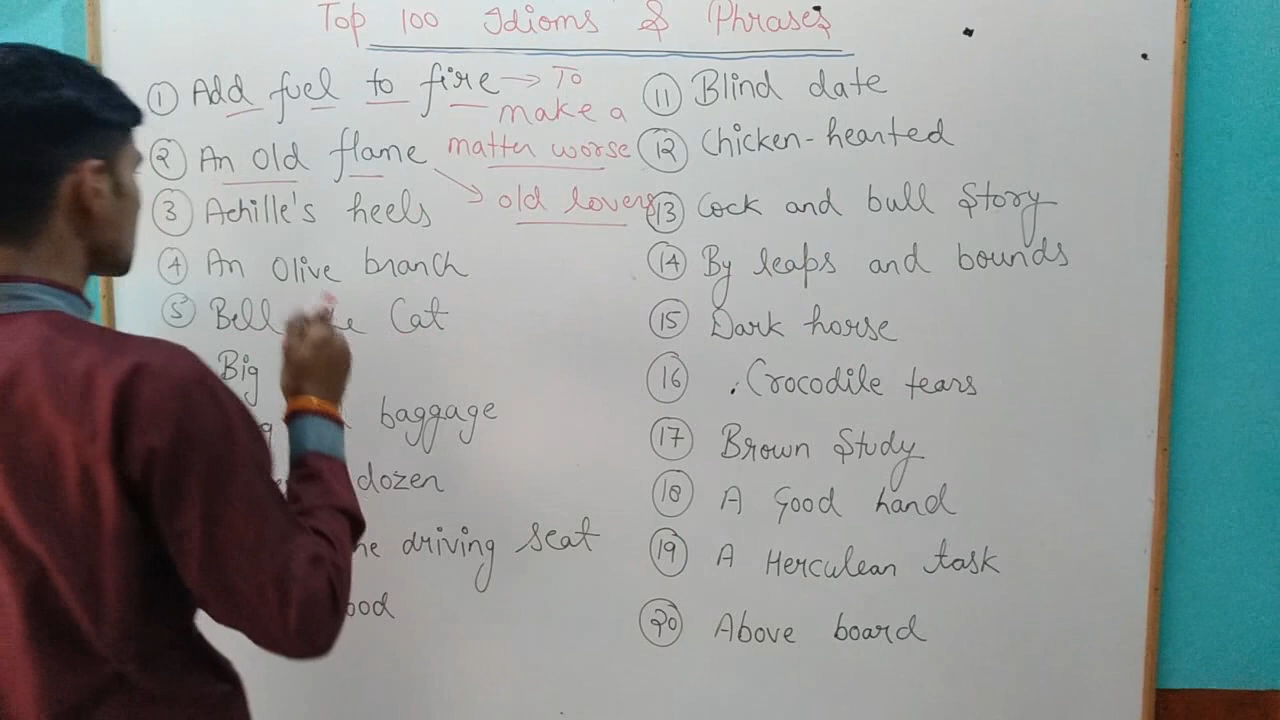 Top 100 Idioms & Phrases
① Add fuel to fire → To
make a
matter worse
② An old flame
old lovers
③ Achille's heels
④ An Olive branch
⑤ Bell Cat
Big
baggage
dozen
driving seat
⑪ Blind date
⑫ Chicken-hearted
⑬ Cock and bull Story
⑭ By leaps and bounds
⑮ Dark horse
⑯ .Crocodile tears
⑰ Brown Study
⑱ A Good hand
⑲ A Herculean task
⑳ Above board